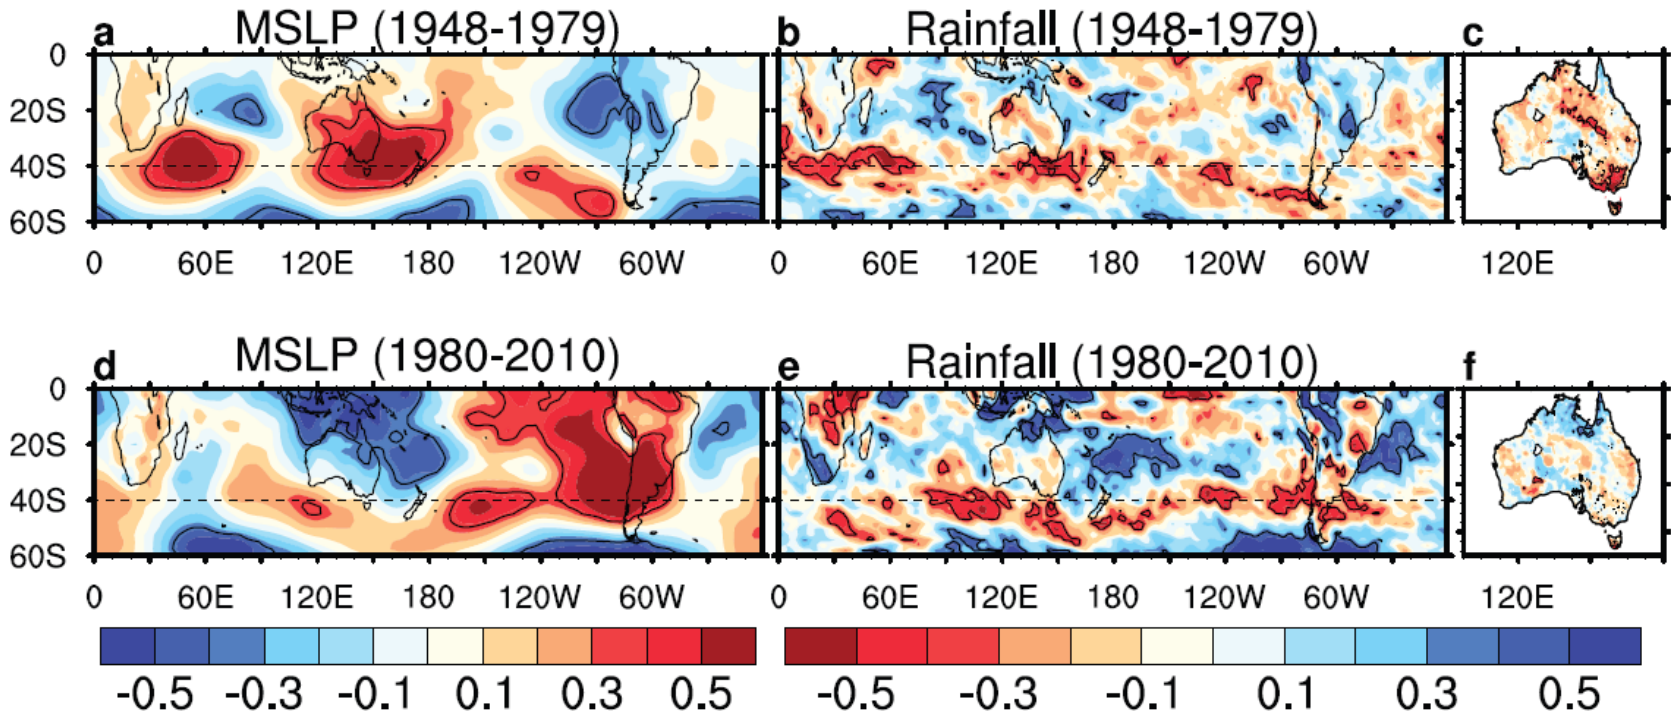 a MSLP (1948-1979) b Rainfall (1948-1979) c
0
20S
40S
60S
0 60E 120E 180 120W 60W 0 60E 120E 180 120W 60W 120E
d MSLP (1980-2010) e Rainfall (1980-2010) f
0
20S
40S
60S
0 60E 120E 180 120W 60W 0 60E 120E 180 120W 60W 120E
-0.5 -0.3 -0.1 0.1 0.3 0.5 -0.5 -0.3 -0.1 0.1 0.3 0.5